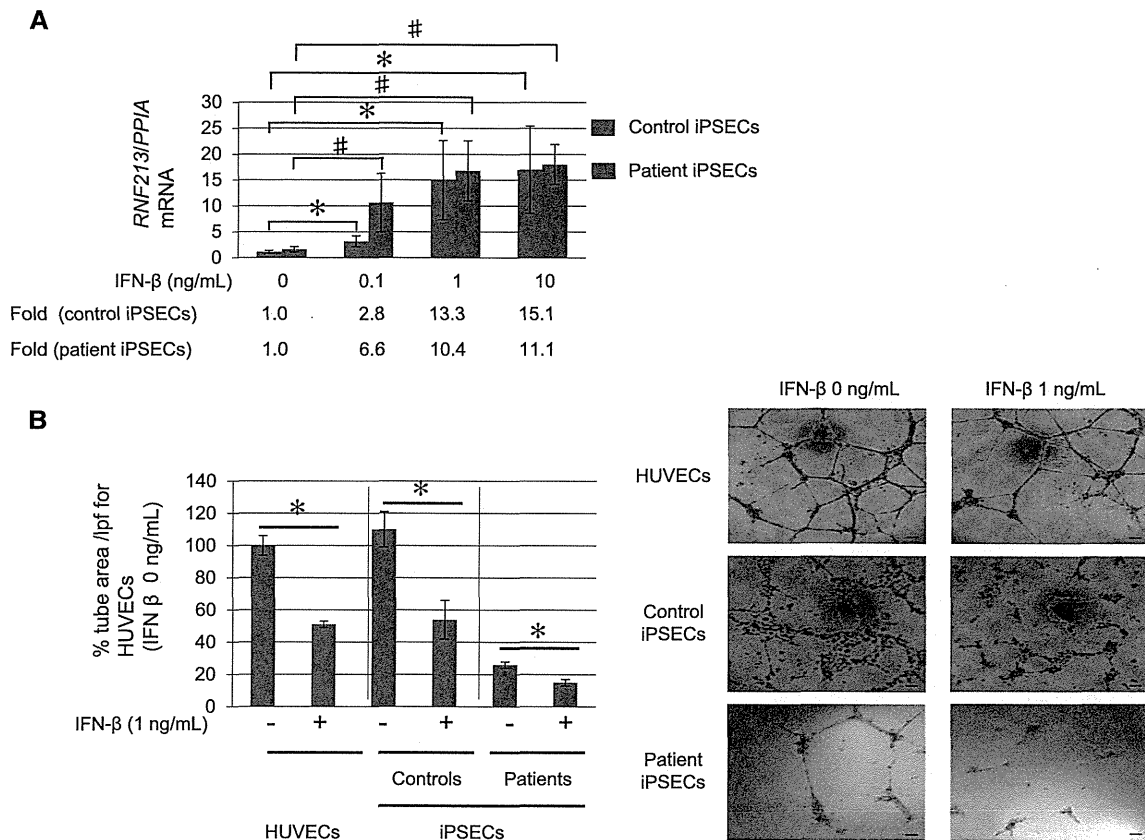 A
#
*
#
*
#
*
30
25
20
15
10
5
0
RNF213/PPIA
mRNA
Control iPSECs
Patient iPSECs
IFN-β (ng/mL) 0 0.1 1 10
Fold (control iPSECs) 1.0 2.8 13.3 15.1
Fold (patient iPSECs) 1.0 6.6 10.4 11.1
B
140
120
100
80
60
40
20
0
% tube area /lpf for
HUVECs
(IFN β 0 ng/mL)
*
*
*
IFN-β (1 ng/mL) - + - + - +
Controls Patients
HUVECs iPSECs
IFN-β 0 ng/mL IFN-β 1 ng/mL
HUVECs
Control
iPSECs
Patient
iPSECs